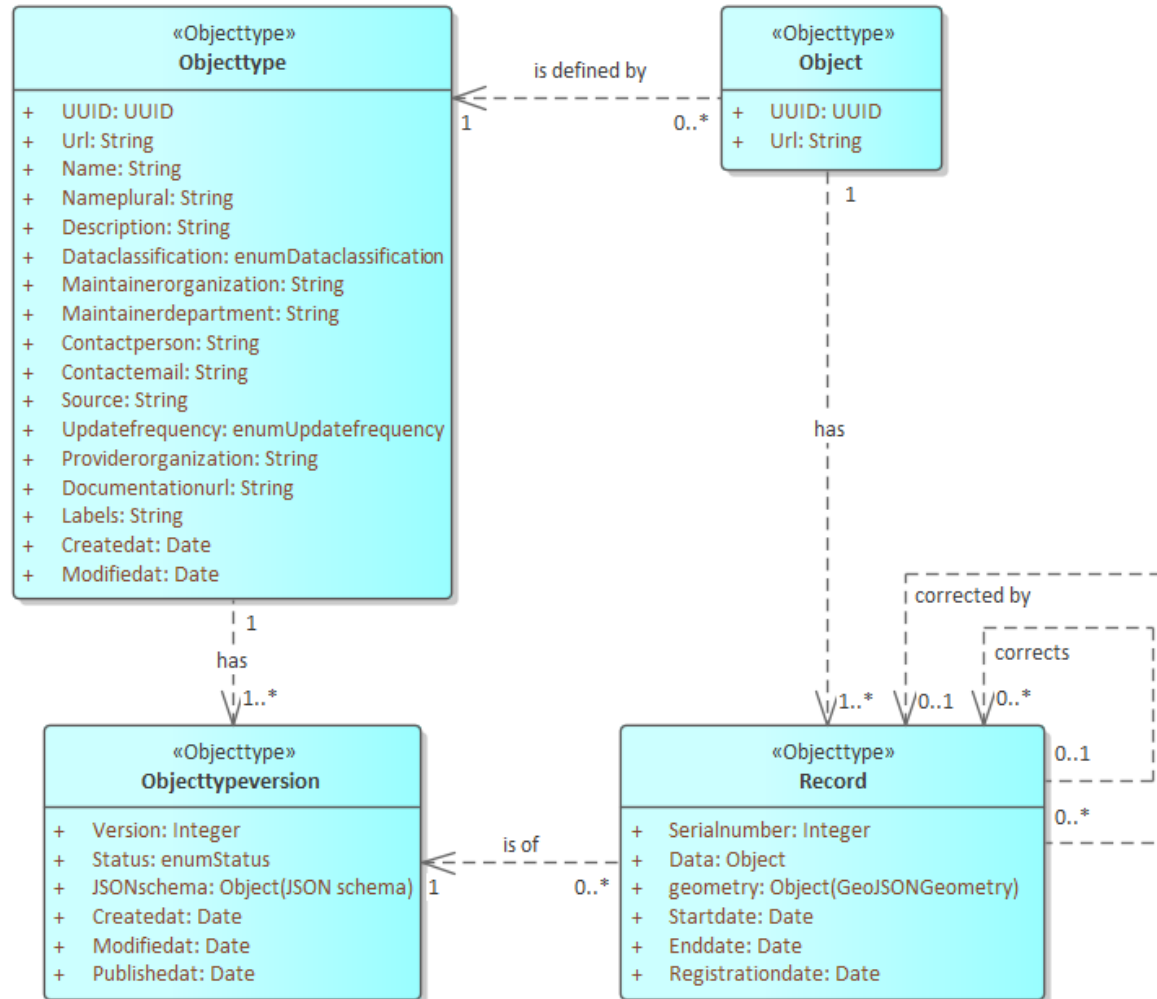 «Objecttype»
Objecttype
+ UUID: UUID
+ Url: String
+ Name: String
+ Nameplural: String
+ Description: String
+ Dataclassification: enumDataclassification
+ Maintainerorganization: String
+ Maintainerdepartment: String
+ Contactperson: String
+ Contactemail: String
+ Source: String
+ Updatefrequency: enumUpdatefrequency
+ Providerorganization: String
+ Documentationurl: String
+ Labels: String
+ Createdat: Date
+ Modifiedat: Date
is defined by
1
0..*
«Objecttype»
Object
+ UUID: UUID
+ Url: String
1
has
1..*
1
has
1..*
corrected by
0..1
corrects
0..*
0..1
0..*
«Objecttype»
Objecttypeversion
+ Version: Integer
+ Status: enumStatus
+ JSONschema: Object(JSON schema)
+ Createdat: Date
+ Modifiedat: Date
+ Publishedat: Date
is of
1
0..*
«Objecttype»
Record
+ Serialnumber: Integer
+ Data: Object
+ geometry: Object(GeoJSONGeometry)
+ Startdate: Date
+ Enddate: Date
+ Registrationdate: Date